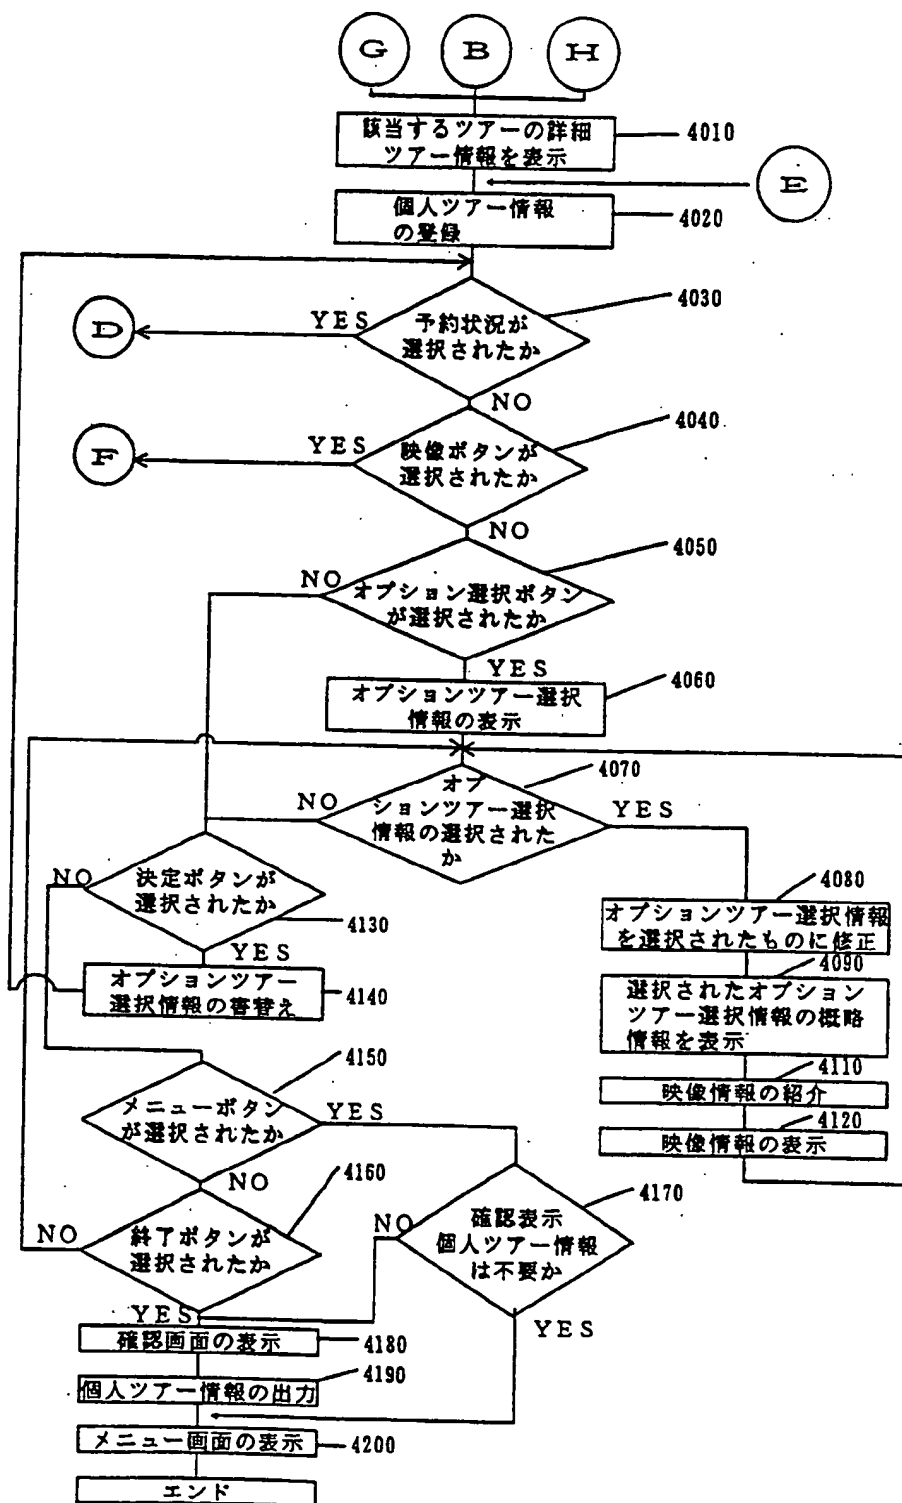 G
B
H
該当するツアーの詳細
ツアー情報を表示
4010
E
個人ツアー情報
の登録
4020
4030
YES
予約状況が
選択されたか
D
NO
4040
YES
映像ボタンが
選択されたか
F
NO
4050
NO
オプション選択ボタン
が選択されたか
YES
4060
オプションツアー選択
情報の表示
4070
オプ
ションツアー選択
情報の選択された
か
NO
YES
4080
オプションツアー選択情報
を選択されたものに修正
4090
選択されたオプション
ツアー選択情報の概略
情報を表示
4110
映像情報の紹介
4120
映像情報の表示
NO
決定ボタンが
選択されたか
4130
YES
オプションツアー
選択情報の書替え
4140
4150
メニューボタン
が選択されたか
YES
NO
4160
NO
終了ボタンが
選択されたか
YES
4170
NO
確認表示
個人ツアー情報
は不要か
YES
確認画面の表示
4180
4190
個人ツアー情報の出力
メニュー画面の表示
4200
エンド